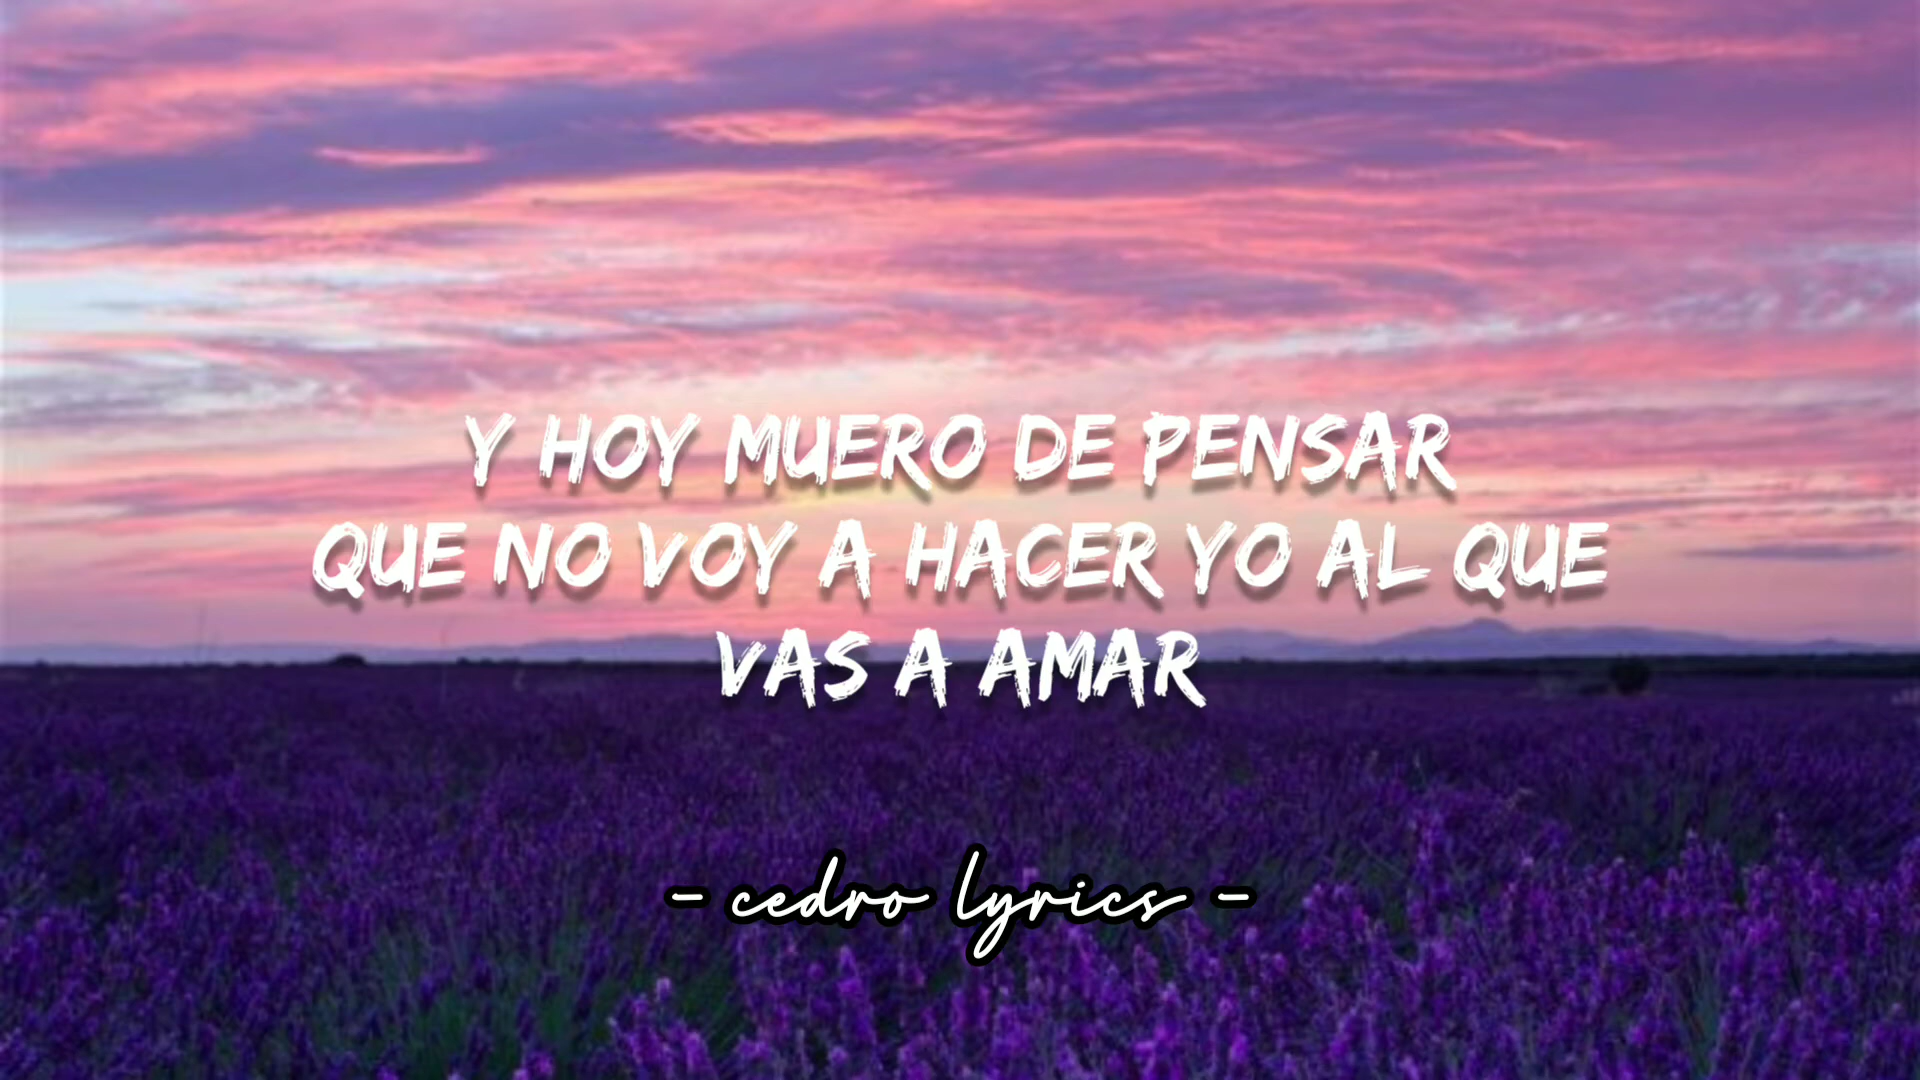 Y HOY MUERO DE PENSAR
QUE NO VOY A HACER YO AL QUE
VAS A AMAR
- cedro lyrics -